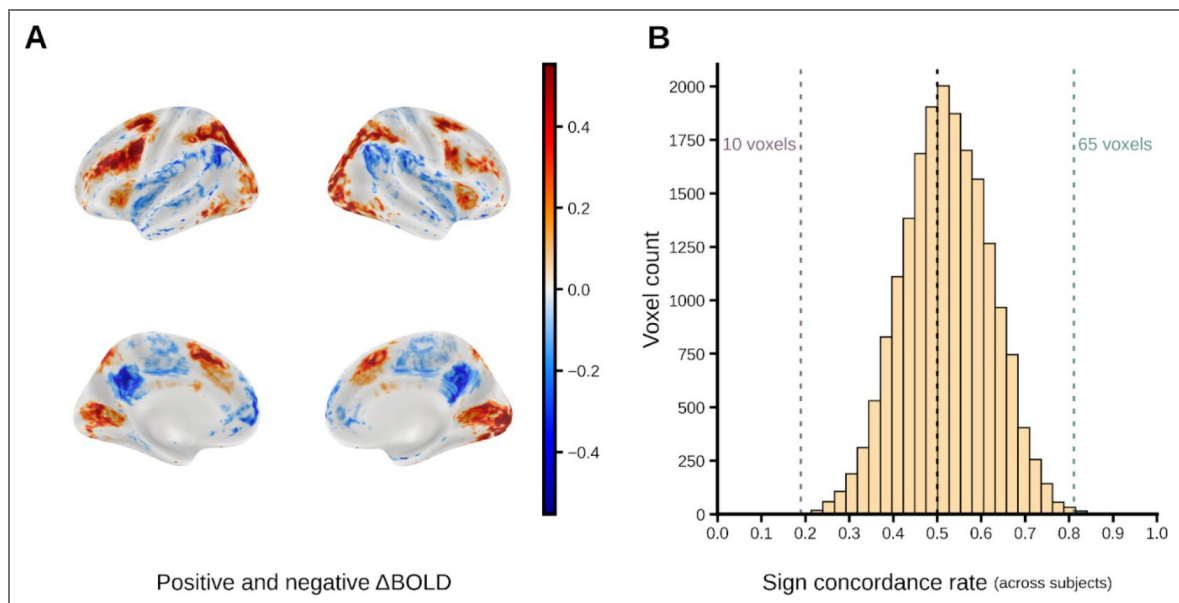 A
B
0.4
0.2
0.0
−0.2
−0.4
Positive and negative ΔBOLD
Voxel count
2000
1750
1500
1250
1000
750
500
250
0
10 voxels
65 voxels
0.0 0.1 0.2 0.3 0.4 0.5 0.6 0.7 0.8 0.9 1.0
Sign concordance rate (across subjects)